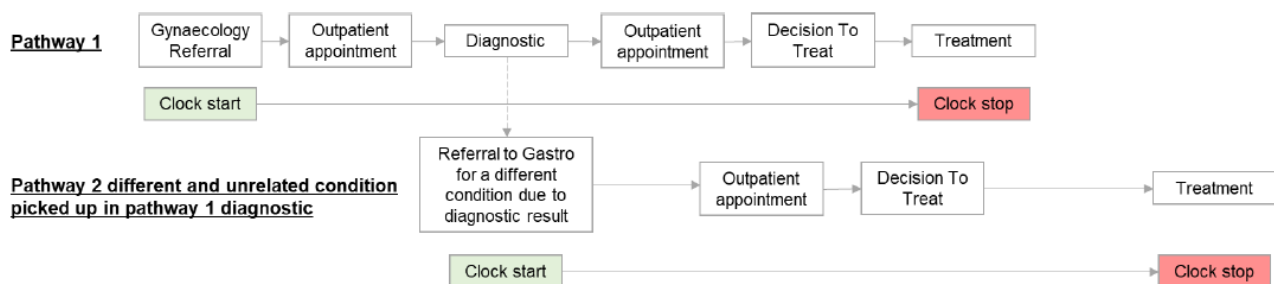 Pathway 1
Gynaecology
Referral
Outpatient
appointment
Diagnostic
Outpatient
appointment
Decision To
Treat
Treatment
Clock start
Clock stop
Pathway 2 different and unrelated condition
picked up in pathway 1 diagnostic
Referral to Gastro
for a different
condition due to
diagnostic result
Outpatient
appointment
Decision To
Treat
Treatment
Clock start
Clock stop